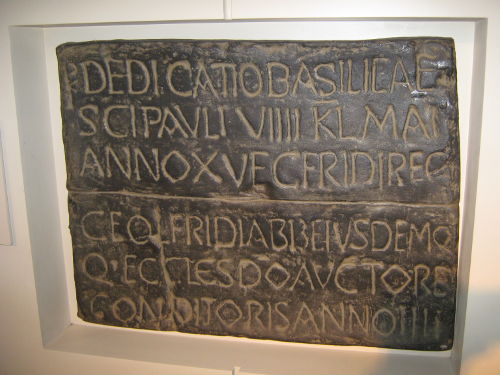 DEDICATIO BASILICAE
SCI PAVLI VIIII KL MAI
ANNO XV ECFRIDI REG
CEOLFRIDI ABB EIVSDEMQ
Q' ECCLES DO AVCTORE
CONDITORIS ANNO IIII